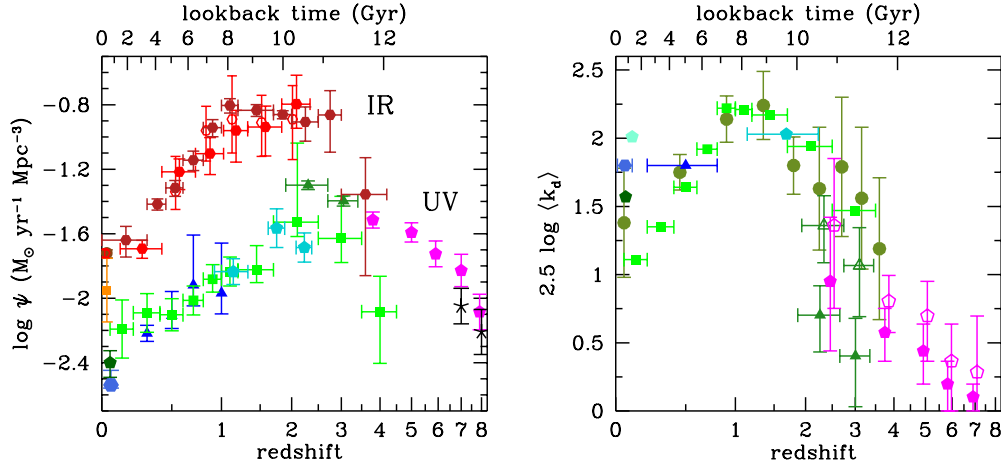 lookback time (Gyr)
0 2 4 6 8 10 12
-0.8
-1.2
-1.6
-2
-2.4
log ψ (M⊙ yr⁻¹ Mpc⁻³)
IR
UV
0 1 2 3 4 5 6 7 8
redshift
lookback time (Gyr)
0 2 4 6 8 10 12
2.5
2
1.5
1
0.5
0
2.5 log ⟨k_d⟩
0 1 2 3 4 5 6 7 8
redshift